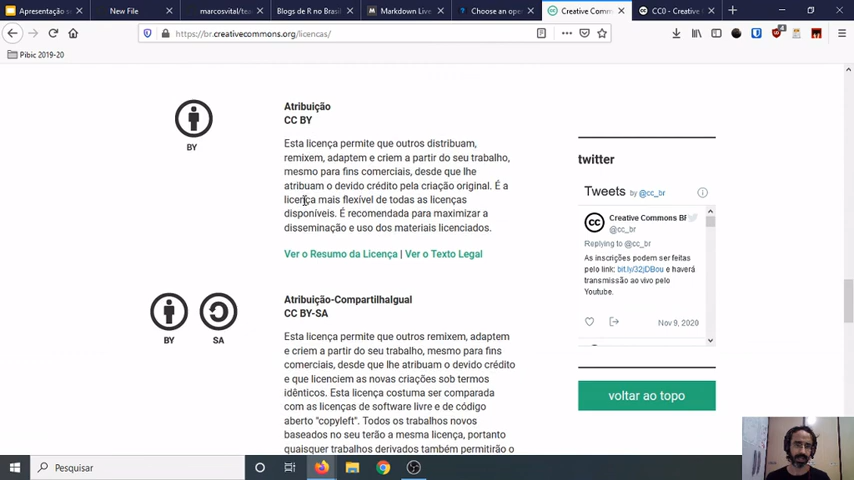 Apresentação s
New File
marcosvital/tea
Blogs de R no Brasil
Markdown Live
Choose an ope
Creative Comm
CC0 - Creative
https://br.creativecommons.org/licencas/
Pibic 2019-20
Atribuição
CC BY
BY
Esta licença permite que outros distribuam,
remixem, adaptem e criem a partir do seu trabalho,
mesmo para fins comerciais, desde que lhe
atribuam o devido crédito pela criação original. É a
licença mais flexível de todas as licenças
disponíveis. É recomendada para maximizar a
disseminação e uso dos materiais licenciados.
Ver o Resumo da Licença | Ver o Texto Legal
Atribuição-CompartilhaIgual
CC BY-SA
BY
SA
Esta licença permite que outros remixem, adaptem
e criem a partir do seu trabalho, mesmo para fins
comerciais, desde que lhe atribuam o devido crédito
e que licenciem as novas criações sob termos
idênticos. Esta licença costuma ser comparada
com as licenças de software livre e de código
aberto "copyleft". Todos os trabalhos novos
baseados no seu terão a mesma licença, portanto
quaisquer trabalhos derivados também permitirão o
twitter
Tweets by @cc_br
Creative Commons BR
@cc_br
Replying to @cc_br
As inscrições podem ser feitas
pelo link: bit.ly/32jDBou e haverá
transmissão ao vivo pelo
Youtube.
Nov 9, 2020
voltar ao topo
Pesquisar